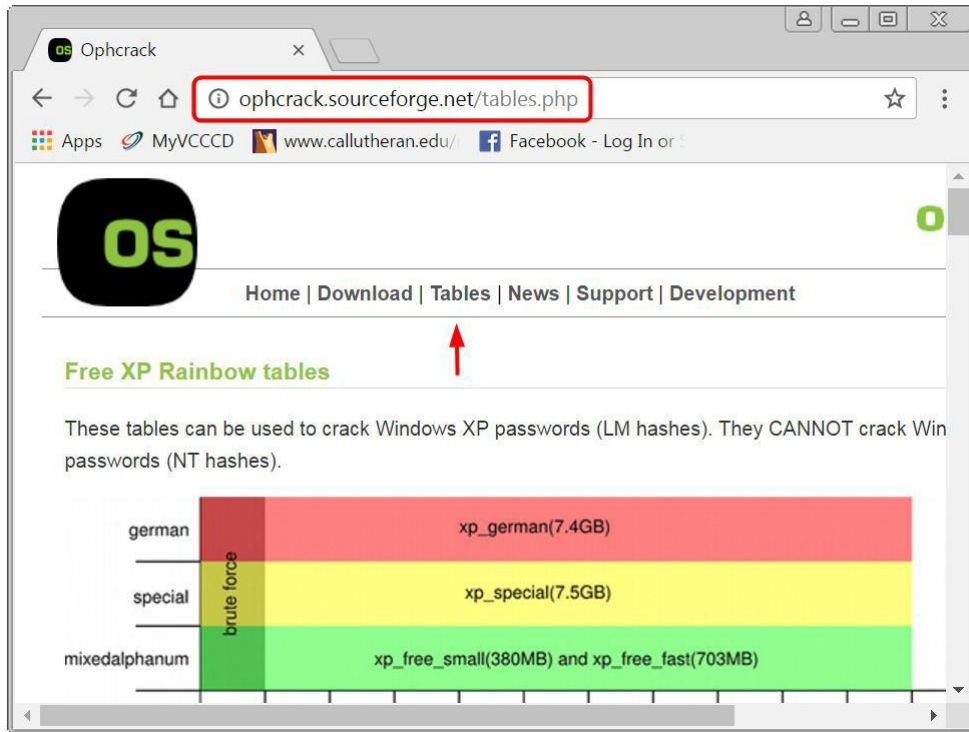 os Ophcrack
ophcrack.sourceforge.net/tables.php
Apps MyVCCCD www.callutheran.edu/ Facebook - Log In or
os
o
Home | Download | Tables | News | Support | Development
Free XP Rainbow tables
These tables can be used to crack Windows XP passwords (LM hashes). They CANNOT crack Win
passwords (NT hashes).
german
xp_german(7.4GB)
brute force
special
xp_special(7.5GB)
mixedalphanum
xp_free_small(380MB) and xp_free_fast(703MB)